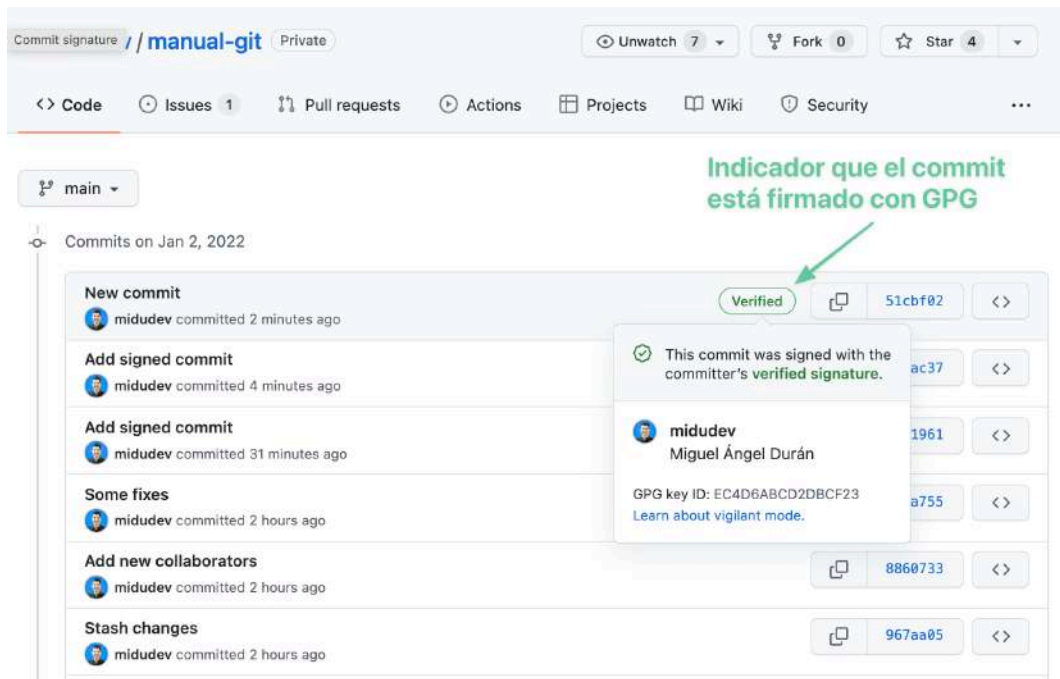 Commit signature / manual-git Private
Unwatch 7 Fork 0 Star 4
<> Code Issues 1 Pull requests Actions Projects Wiki Security ...
Indicador que el commit
está firmado con GPG
main
Commits on Jan 2, 2022
New commit
midudev committed 2 minutes ago
Verified 51cbf02 <>
Add signed commit
midudev committed 4 minutes ago
ac37 <>
Add signed commit
midudev committed 31 minutes ago
1961 <>
Some fixes
midudev committed 2 hours ago
a755 <>
This commit was signed with the
committer's verified signature.
midudev
Miguel Ángel Durán
GPG key ID: EC4D6ABCD2DBCF23
Learn about vigilant mode.
Add new collaborators
midudev committed 2 hours ago
8860733 <>
Stash changes
midudev committed 2 hours ago
967aa05 <>